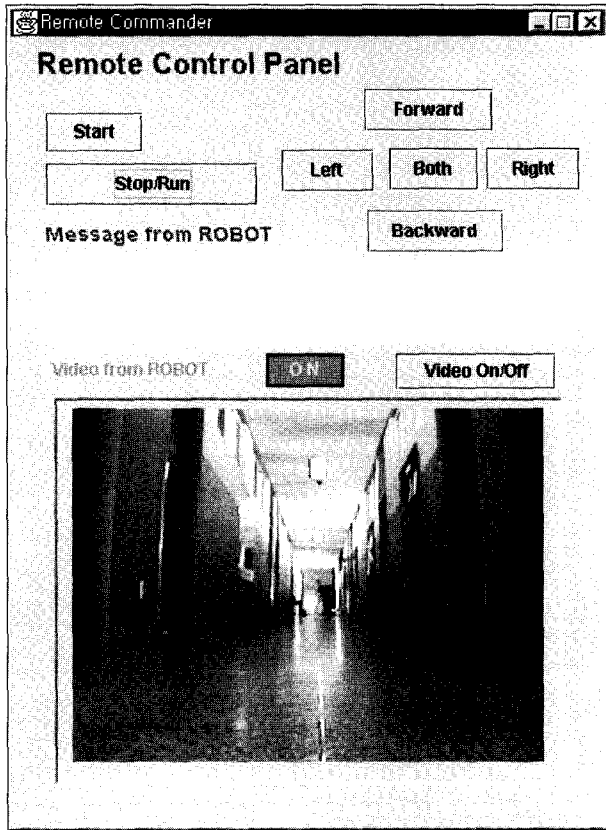 Remote Commander
Remote Control Panel
Forward
Start
Left
Both
Right
Stop/Run
Message from ROBOT
Backward
Video from ROBOT
ON
Video On/Off